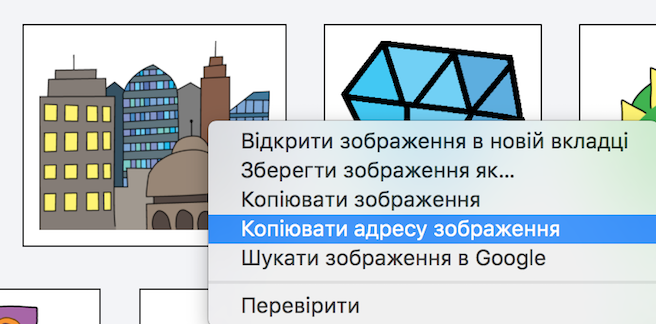 Відкрити зображення в новій вкладці
Зберегти зображення як...
Копіювати зображення
Копіювати адресу зображення
Шукати зображення в Google
Перевірити